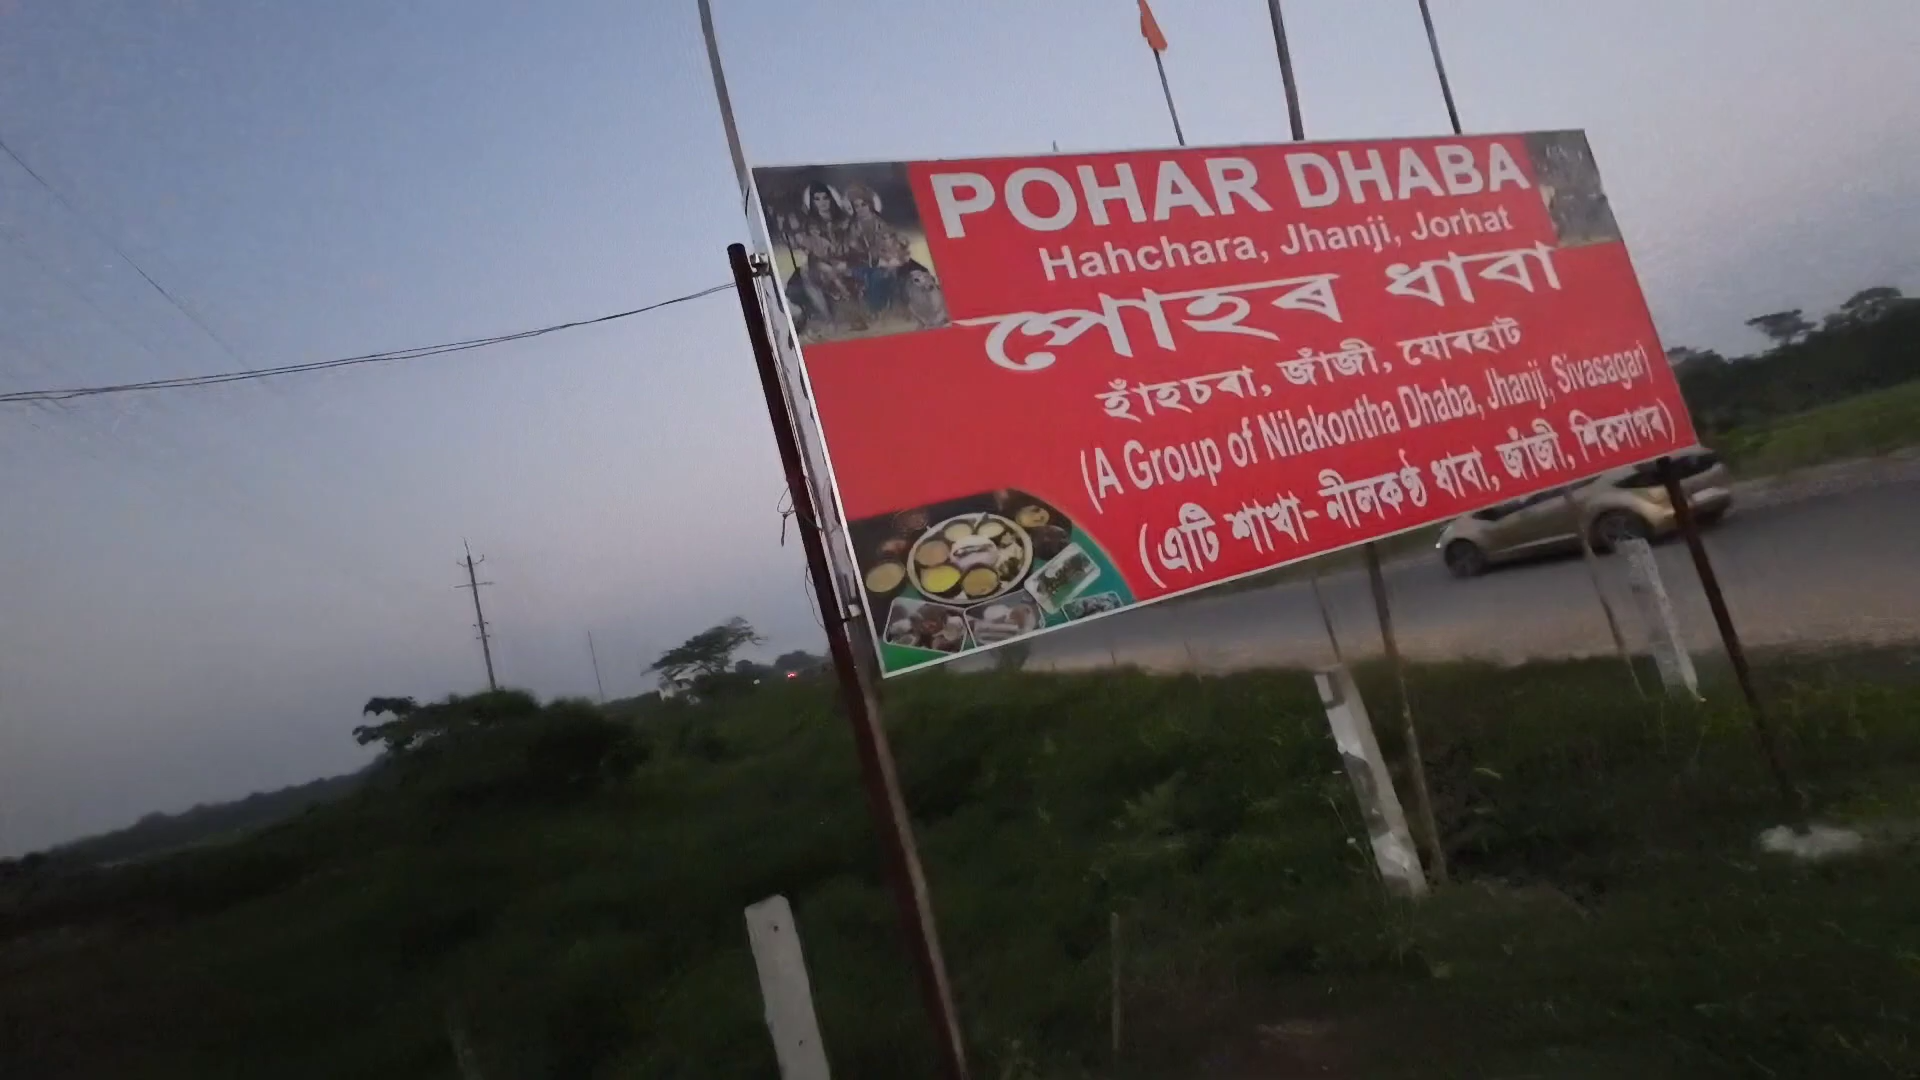 POHAR DHABA
Hahchara, Jhanji, Jorhat
পোহৰ ধাবা
হাঁহচৰা, জাঁজী, যোৰহাট
(A Group of Nilakontha Dhaba, Jhanji, Sivasagar)
(এটি শাখা- নীলকণ্ঠ ধাবা, জাঁজী, শিৱসাগৰ)